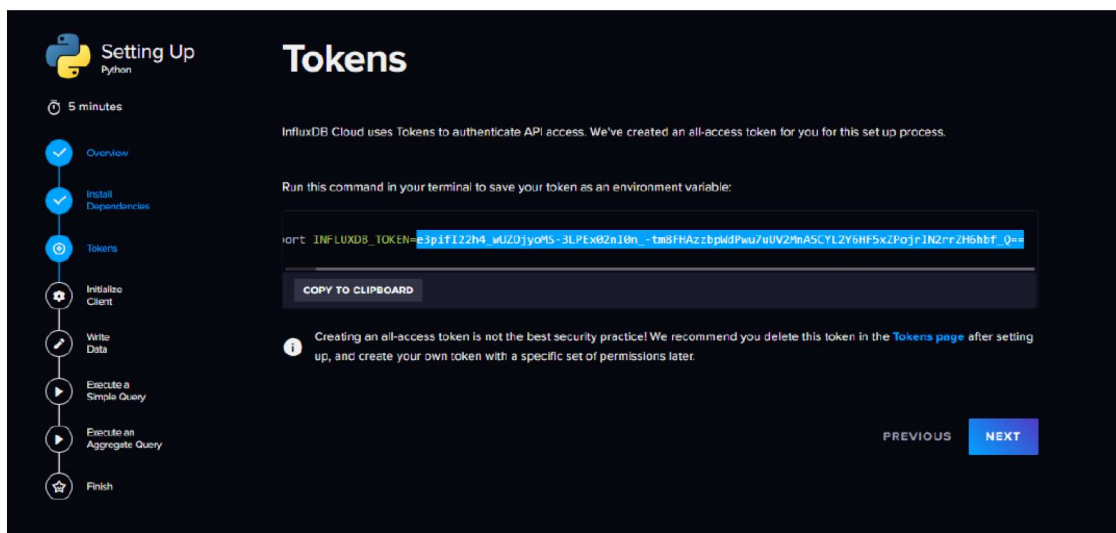 Setting Up
Python
5 minutes
Overview
Install
Dependencies
Tokens
Initialize
Client
Write
Data
Execute a
Simple Query
Execute an
Aggregate Query
Finish
Tokens
InfluxDB Cloud uses Tokens to authenticate API access. We've created an all-access token for you for this set up process.
Run this command in your terminal to save your token as an environment variable:
ort INFLUXDB_TOKEN=
COPY TO CLIPBOARD
Creating an all-access token is not the best security practice! We recommend you delete this token in the Tokens page after setting
up, and create your own token with a specific set of permissions later.
PREVIOUS
NEXT